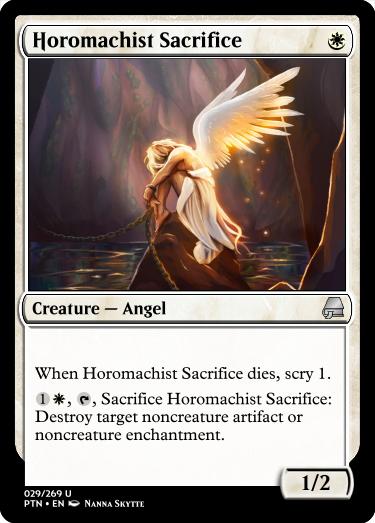 Horomachist Sacrifice
Creature — Angel
When Horomachist Sacrifice dies, scry 1.
1, , Sacrifice Horomachist Sacrifice:
Destroy target noncreature artifact or
noncreature enchantment.
1/2
029/269 U
PTN • EN Nanna Skytte